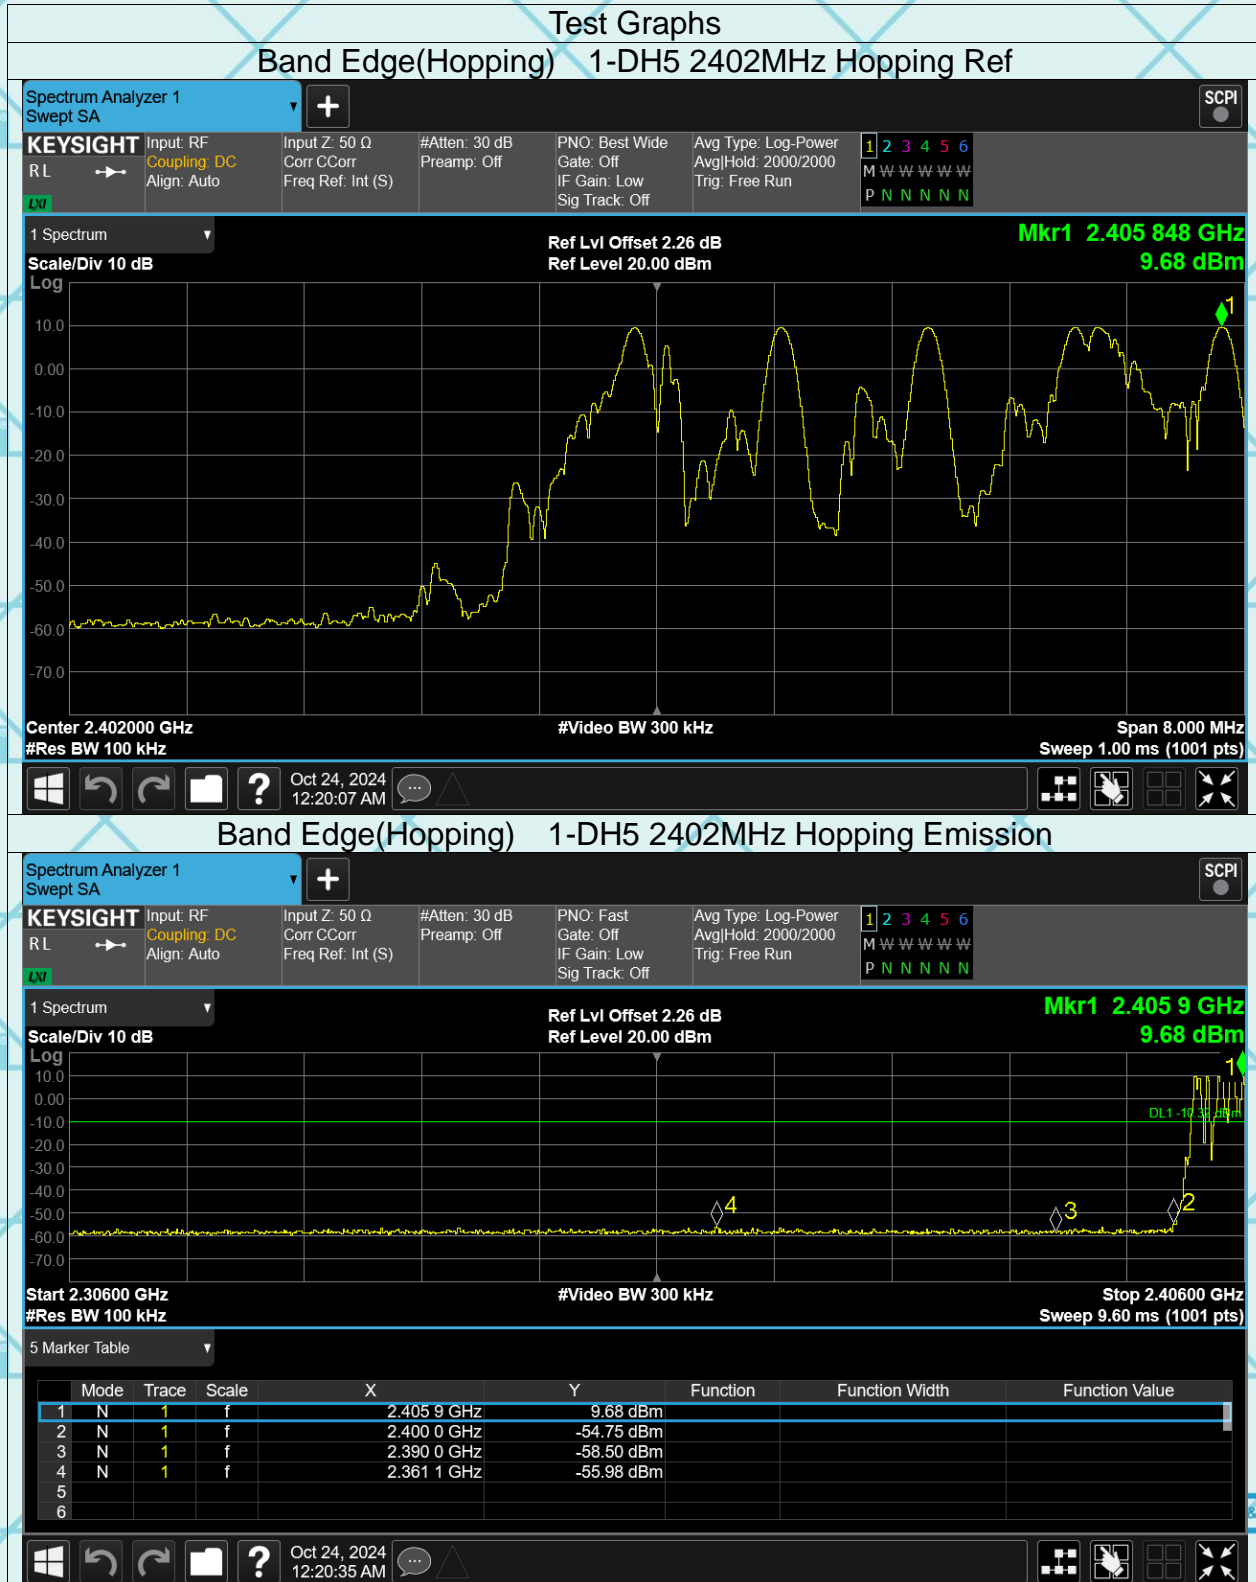 Test Graphs
Band Edge(Hopping) 1-DH5 2402MHz Hopping Ref
Spectrum Analyzer 1
Swept SA
+
SCPI
KEYSIGHT
RL
LXI
Input: RF
Coupling: DC
Align: Auto
Input Z: 50 Ω
Corr CCorr
Freq Ref: Int (S)
#Atten: 30 dB
Preamp: Off
PNO: Best Wide
Gate: Off
IF Gain: Low
Sig Track: Off
Avg Type: Log-Power
Avg|Hold: 2000/2000
Trig: Free Run
1 2 3 4 5 6
M W W W W W
P N N N N N
1 Spectrum
Scale/Div 10 dB
Ref Lvl Offset 2.26 dB
Ref Level 20.00 dBm
Mkr1 2.405 848 GHz
9.68 dBm
Log
10.0
0.00
-10.0
-20.0
-30.0
-40.0
-50.0
-60.0
-70.0
1
Center 2.402000 GHz
#Res BW 100 kHz
#Video BW 300 kHz
Span 8.000 MHz
Sweep 1.00 ms (1001 pts)
?
Oct 24, 2024
12:20:07 AM
Band Edge(Hopping) 1-DH5 2402MHz Hopping Emission
Spectrum Analyzer 1
Swept SA
+
SCPI
KEYSIGHT
RL
LXI
Input: RF
Coupling: DC
Align: Auto
Input Z: 50 Ω
Corr CCorr
Freq Ref: Int (S)
#Atten: 30 dB
Preamp: Off
PNO: Fast
Gate: Off
IF Gain: Low
Sig Track: Off
Avg Type: Log-Power
Avg|Hold: 2000/2000
Trig: Free Run
1 2 3 4 5 6
M W W W W W
P N N N N N
1 Spectrum
Scale/Div 10 dB
Ref Lvl Offset 2.26 dB
Ref Level 20.00 dBm
Mkr1 2.405 9 GHz
9.68 dBm
Log
10.0
0.00
-10.0
-20.0
-30.0
-40.0
-50.0
-60.0
-70.0
1
DL1 -10.32 dBm
4
3
2
Start 2.30600 GHz
#Res BW 100 kHz
#Video BW 300 kHz
Stop 2.40600 GHz
Sweep 9.60 ms (1001 pts)
5 Marker Table
Mode Trace Scale X Y Function Function Width Function Value
1 N 1 f 2.405 9 GHz 9.68 dBm
2 N 1 f 2.400 0 GHz -54.75 dBm
3 N 1 f 2.390 0 GHz -58.50 dBm
4 N 1 f 2.361 1 GHz -55.98 dBm
5
6
?
Oct 24, 2024
12:20:35 AM